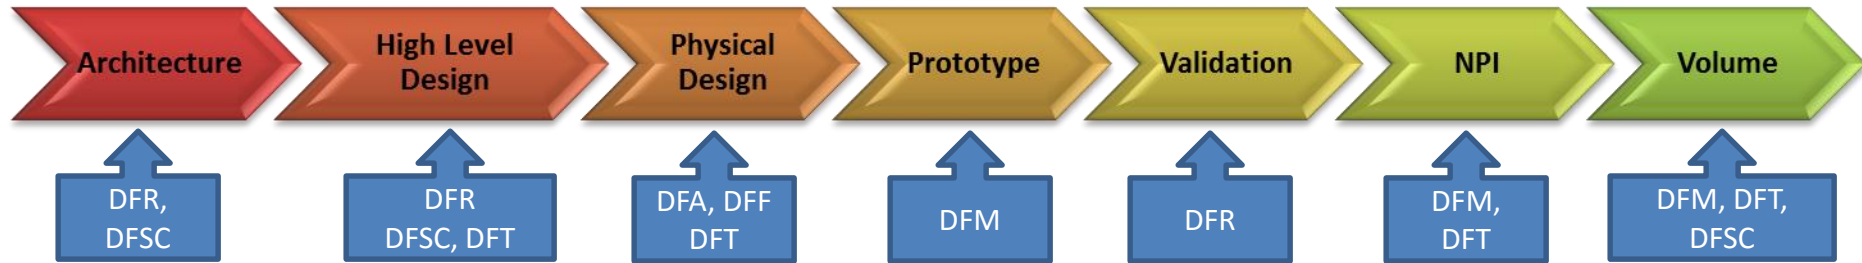 Architecture
High Level
Design
Physical
Design
Prototype
Validation
NPI
Volume
DFR,
DFSC
DFR
DFSC, DFT
DFA, DFF
DFT
DFM
DFR
DFM,
DFT
DFM, DFT,
DFSC